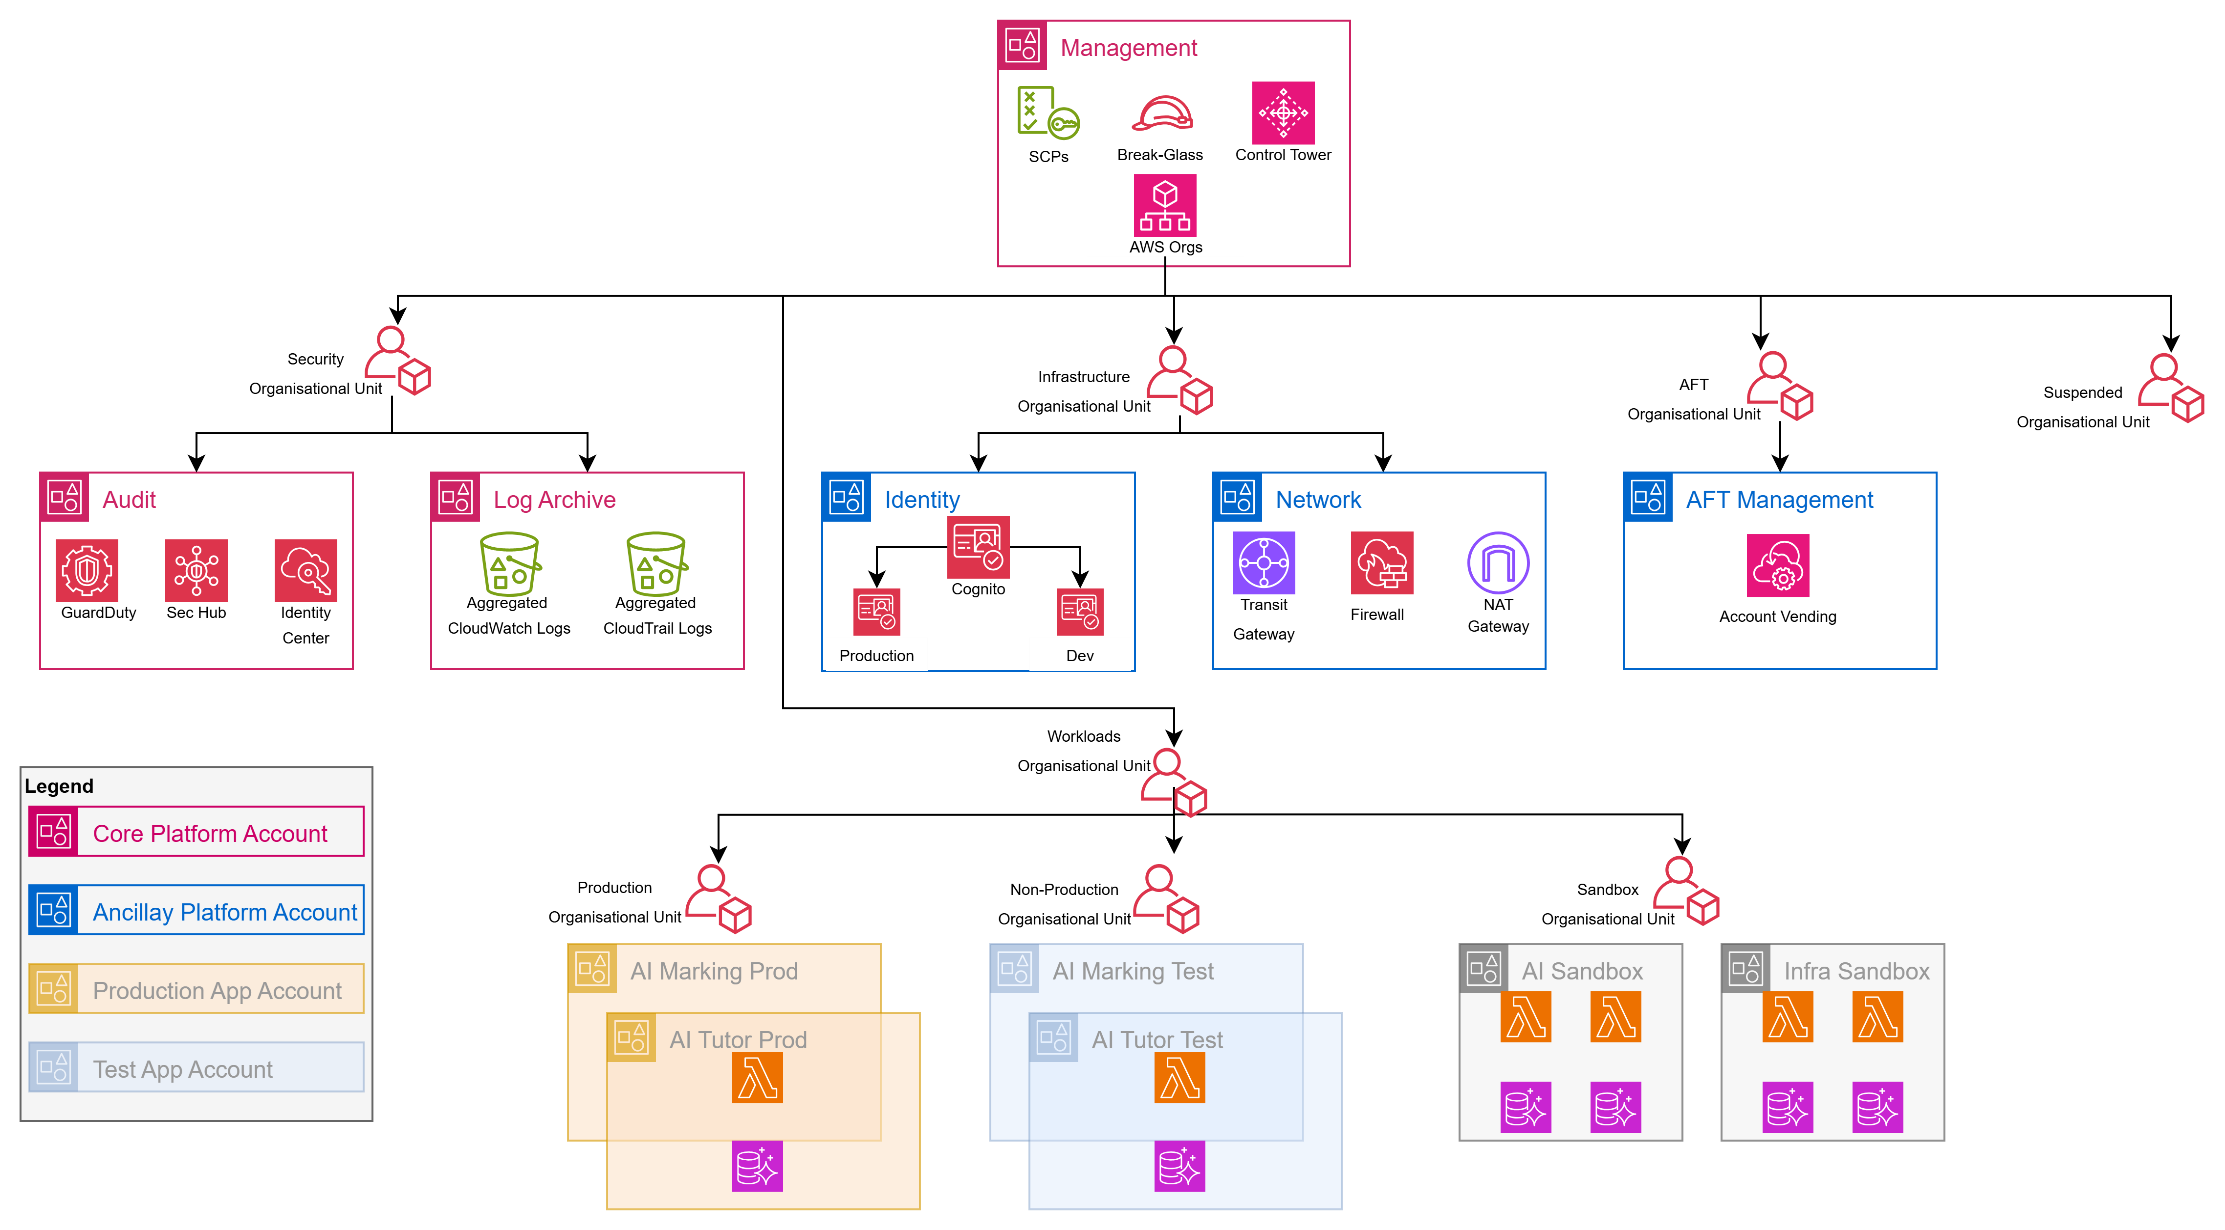 Management
SCPs
Break-Glass
Control Tower
AWS Orgs
Security
Organisational Unit
Infrastructure
Organisational Unit
AFT
Organisational Unit
Suspended
Organisational Unit
Audit
GuardDuty
Sec Hub
Identity
Center
Log Archive
Aggregated
CloudWatch Logs
Aggregated
CloudTrail Logs
Identity
Cognito
Production
Dev
Network
Transit
Gateway
Firewall
NAT
Gateway
AFT Management
Account Vending
Workloads
Organisational Unit
Legend
Core Platform Account
Ancillay Platform Account
Production App Account
Test App Account
Production
Organisational Unit
Non-Production
Organisational Unit
Sandbox
Organisational Unit
AI Marking Prod
AI Tutor Prod
AI Marking Test
AI Tutor Test
AI Sandbox
Infra Sandbox